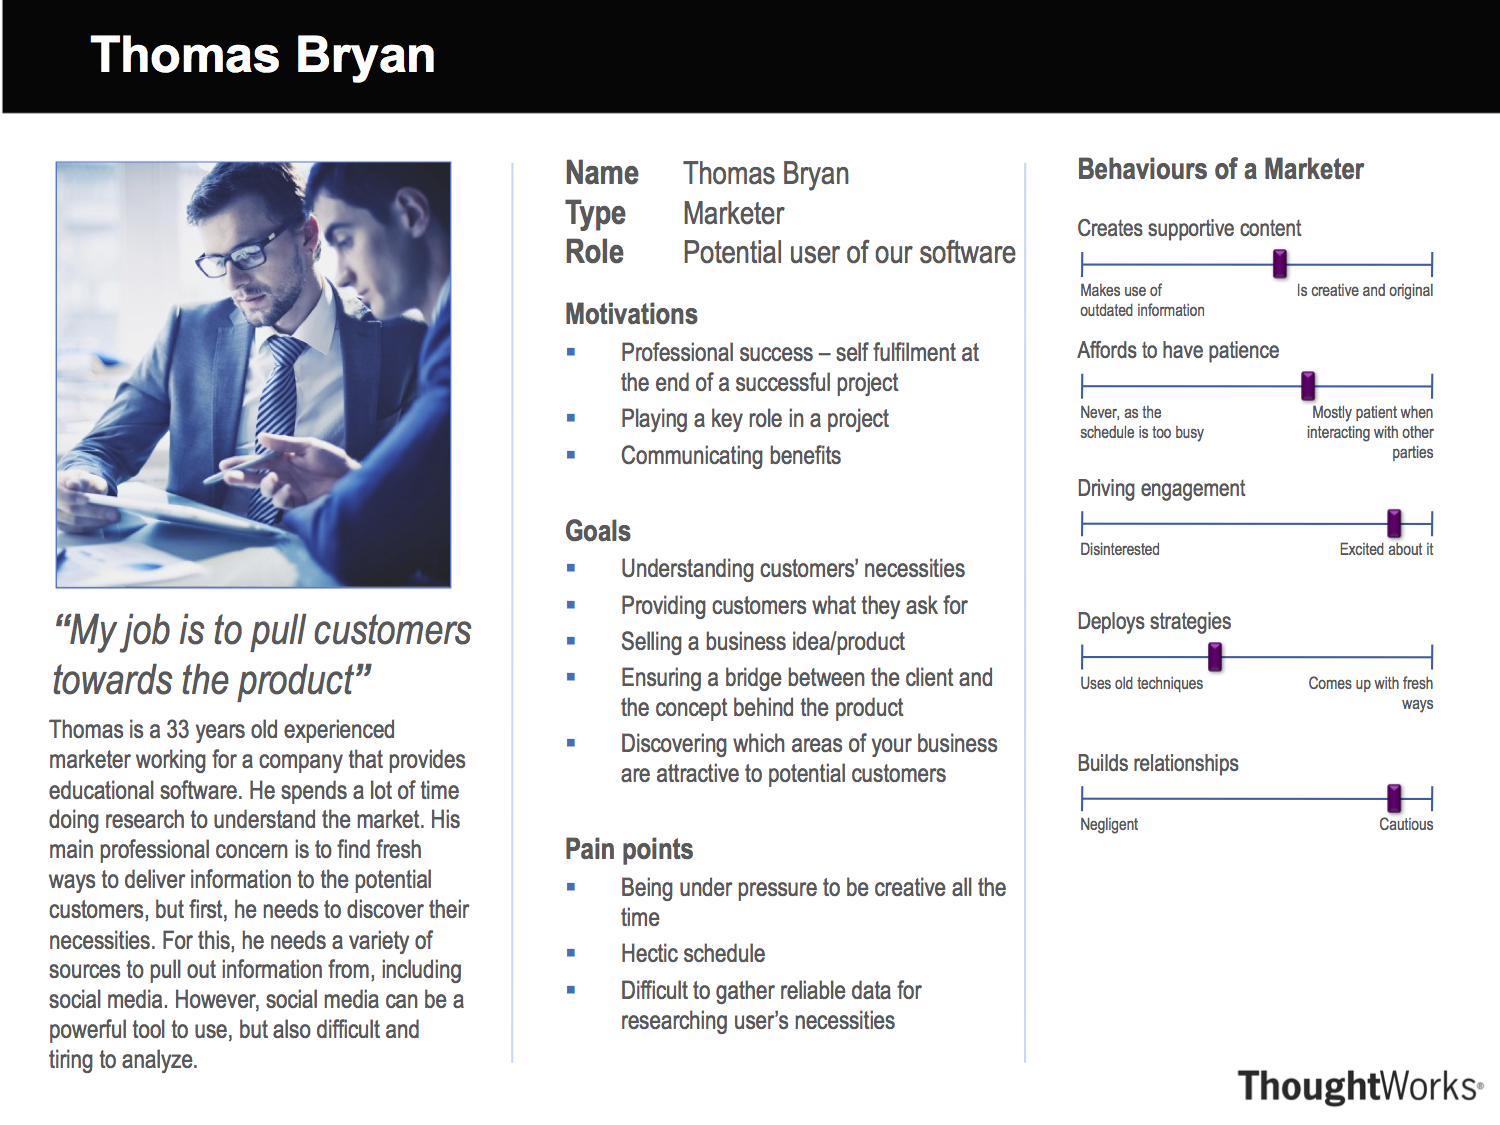 Thomas Bryan
“My job is to pull customers
towards the product”
Thomas is a 33 years old experienced
marketer working for a company that provides
educational software. He spends a lot of time
doing research to understand the market. His
main professional concern is to find fresh
ways to deliver information to the potential
customers, but first, he needs to discover their
necessities. For this, he needs a variety of
sources to pull out information from, including
social media. However, social media can be a
powerful tool to use, but also difficult and
tiring to analyze.
Name Thomas Bryan
Type Marketer
Role Potential user of our software
Motivations
Professional success – self fulfilment at
the end of a successful project
Playing a key role in a project
Communicating benefits
Goals
Understanding customers’ necessities
Providing customers what they ask for
Selling a business idea/product
Ensuring a bridge between the client and
the concept behind the product
Discovering which areas of your business
are attractive to potential customers
Pain points
Being under pressure to be creative all the
time
Hectic schedule
Difficult to gather reliable data for
researching user’s necessities
Behaviours of a Marketer
Creates supportive content
Makes use of
outdated information
Is creative and original
Affords to have patience
Never, as the
schedule is too busy
Mostly patient when
interacting with other
parties
Driving engagement
Disinterested
Excited about it
Deploys strategies
Uses old techniques
Comes up with fresh
ways
Builds relationships
Negligent
Cautious
ThoughtWorks®